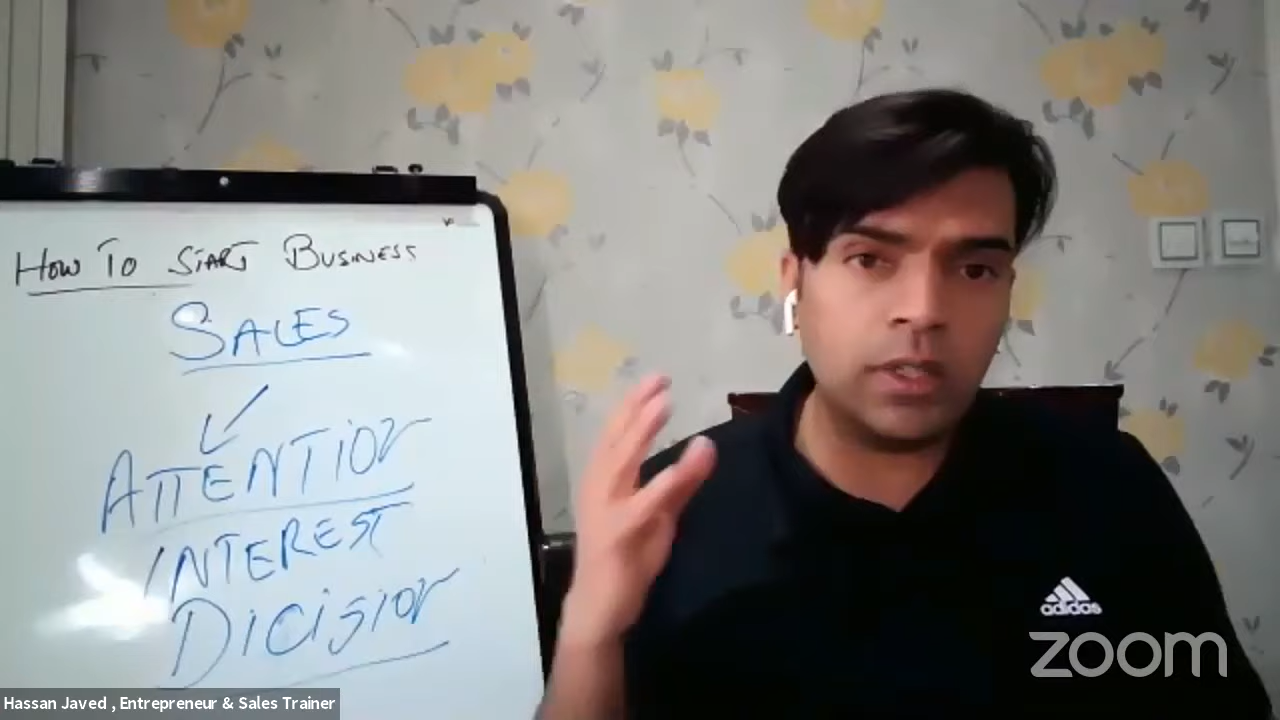 How To START BUSINESS
SALES
ATTENTION
INTEREST
DICISION
adidas
zoom
Hassan Javed , Entrepreneur & Sales Trainer